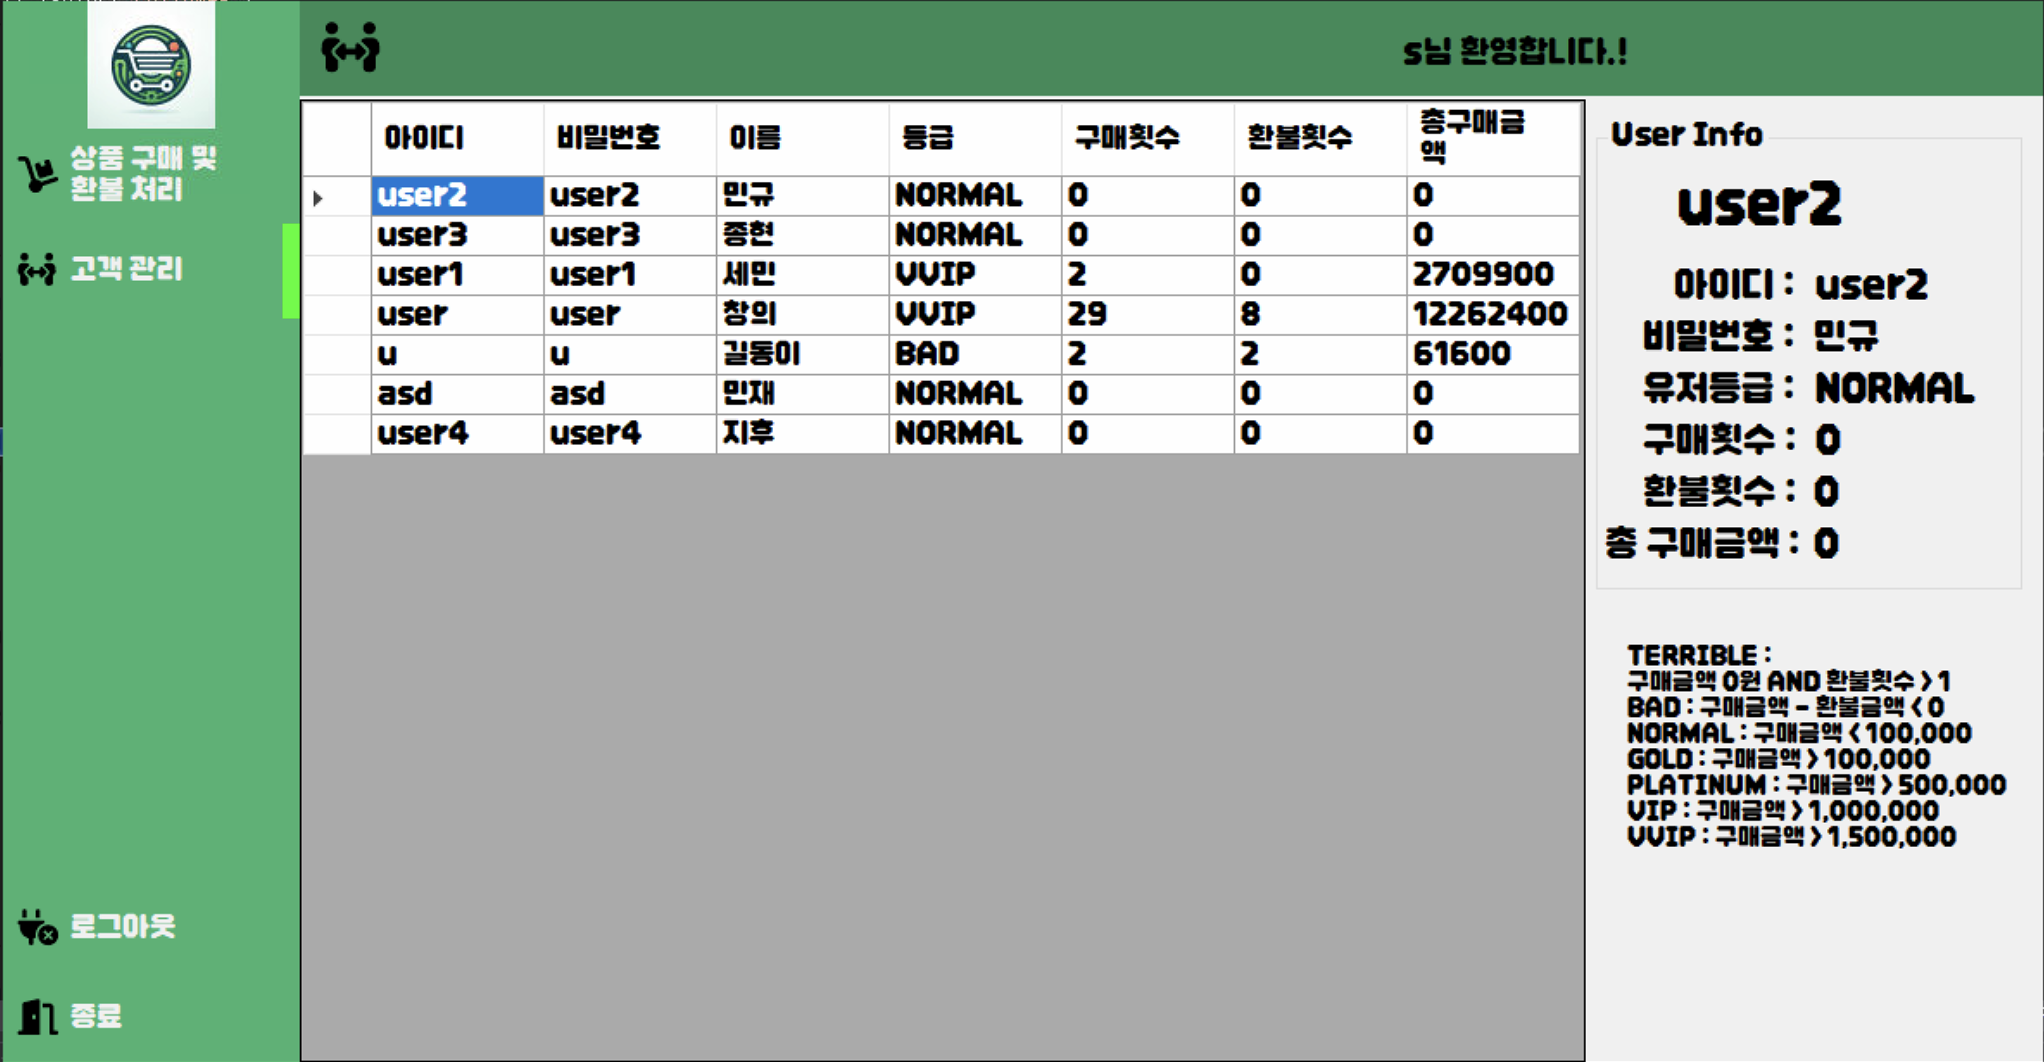 s님 환영합니다.!
상품 구매 및
환불 처리
고객 관리
로그아웃
종료
아이디 비밀번호 이름 등급 구매횟수 환불횟수 총구매금
액
user2 user2 민규 NORMAL 0 0 0
user3 user3 종현 NORMAL 0 0 0
user1 user1 세민 VVIP 2 0 2709900
user user 창의 VVIP 29 8 12262400
u u 길동이 BAD 2 2 61600
asd asd 민재 NORMAL 0 0 0
user4 user4 지후 NORMAL 0 0 0
User Info
user2
아이디 : user2
비밀번호 : 민규
유저등급 : NORMAL
구매횟수 : 0
환불횟수 : 0
총 구매금액 : 0
TERRIBLE :
구매금액 0원 AND 환불횟수 > 1
BAD : 구매금액 - 환불금액 < 0
NORMAL : 구매금액 < 100,000
GOLD : 구매금액 > 100,000
PLATINUM : 구매금액 > 500,000
VIP : 구매금액 > 1,000,000
VVIP : 구매금액 > 1,500,000